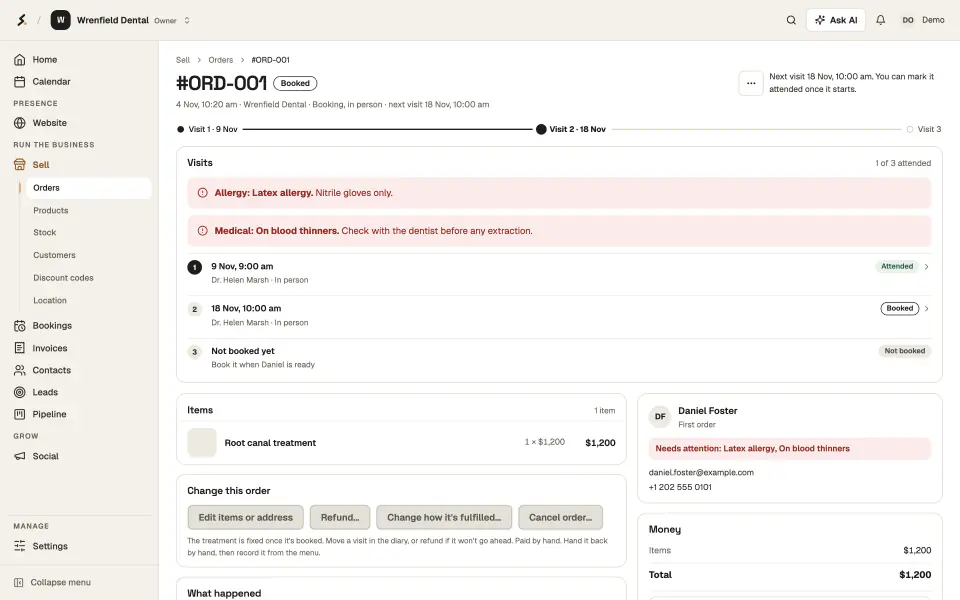 W Wrenfield Dental Owner
Ask AI
DO Demo
Home
Calendar
PRESENCE
Website
RUN THE BUSINESS
Sell
Orders
Products
Stock
Customers
Discount codes
Location
Bookings
Invoices
Contacts
Leads
Pipeline
GROW
Social
MANAGE
Settings
Collapse menu
Sell > Orders > #ORD-001
#ORD-001 Booked
4 Nov, 10:20 am · Wrenfield Dental · Booking, in person · next visit 18 Nov, 10:00 am
Next visit 18 Nov, 10:00 am. You can mark it
attended once it starts.
Visit 1 · 9 Nov
Visit 2 · 18 Nov
Visit 3
Visits
1 of 3 attended
Allergy: Latex allergy. Nitrile gloves only.
Medical: On blood thinners. Check with the dentist before any extraction.
1 9 Nov, 9:00 am
Dr. Helen Marsh · In person
Attended
2 18 Nov, 10:00 am
Dr. Helen Marsh · In person
Booked
3 Not booked yet
Book it when Daniel is ready
Not booked
Items
1 item
Root canal treatment
1 × $1,200
$1,200
Change this order
Edit items or address
Refund...
Change how it's fulfilled...
Cancel order...
The treatment is fixed once it's booked. Move a visit in the diary, or refund if it won't go ahead. Paid by hand. Hand it back
by hand, then record it from the menu.
What happened
DF Daniel Foster
First order
Needs attention: Latex allergy, On blood thinners
daniel.foster@example.com
+1 202 555 0101
Money
Items $1,200
Total $1,200